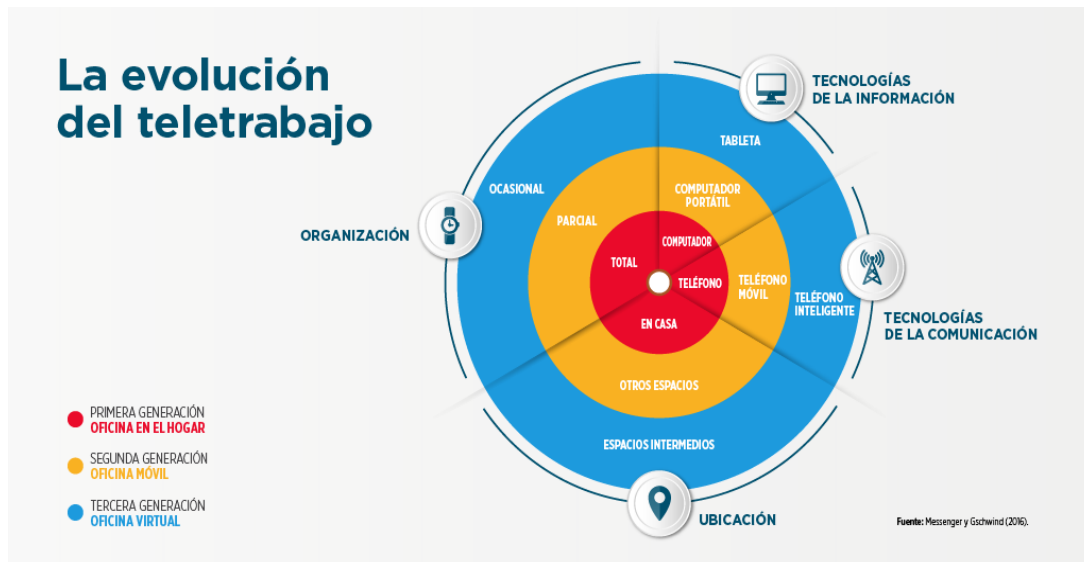 La evolución
del teletrabajo
TECNOLOGÍAS
DE LA INFORMACIÓN
TABLETA
OCASIONAL
COMPUTADOR
PORTÁTIL
PARCIAL
ORGANIZACIÓN
COMPUTADOR
TOTAL
TELÉFONO
TELÉFONO
MÓVIL
TELÉFONO
INTELIGENTE
TECNOLOGÍAS
DE LA COMUNICACIÓN
EN CASA
OTROS ESPACIOS
ESPACIOS INTERMEDIOS
UBICACIÓN
PRIMERA GENERACIÓN
OFICINA EN EL HOGAR
SEGUNDA GENERACIÓN
OFICINA MÓVIL
TERCERA GENERACIÓN
OFICINA VIRTUAL
Fuente: Messenger y Gschwind (2016).